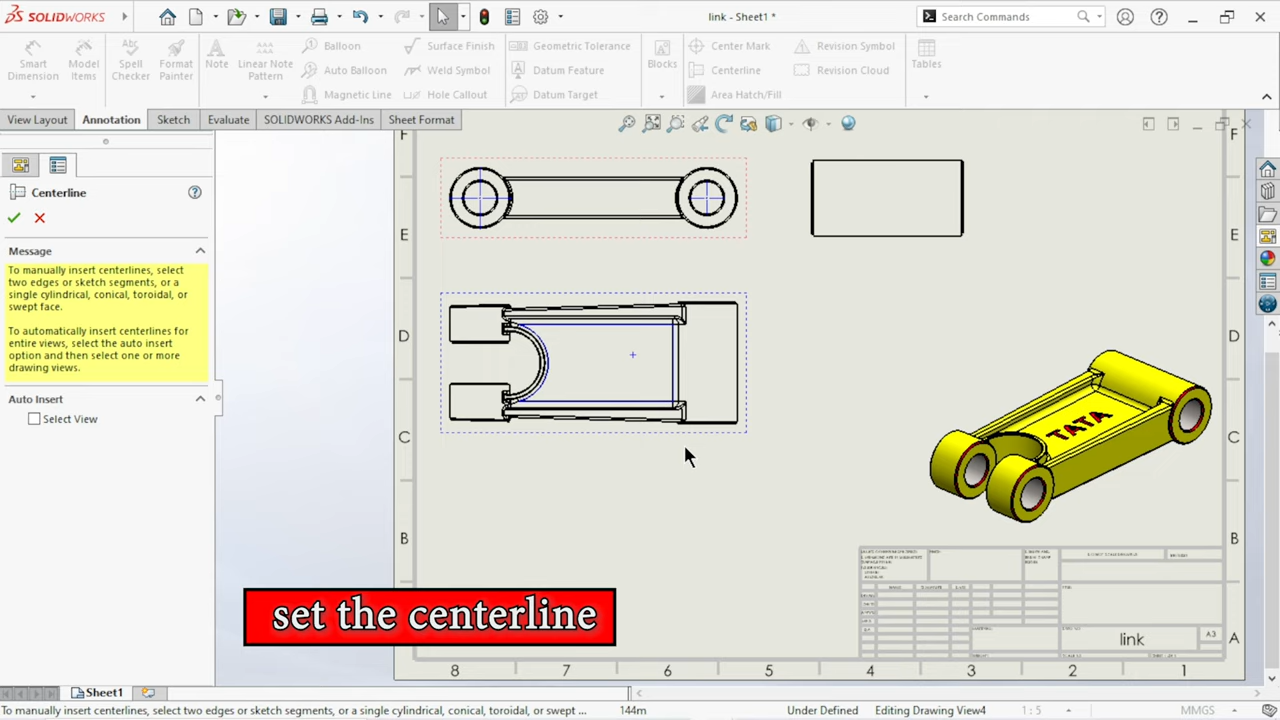 SOLIDWORKS
link - Sheet1 *
Search Commands
Smart Dimension
Model Items
Spell Checker
Format Painter
Note
Linear Note Pattern
Balloon
Auto Balloon
Magnetic Line
Surface Finish
Weld Symbol
Hole Callout
Geometric Tolerance
Datum Feature
Datum Target
Blocks
Center Mark
Centerline
Area Hatch/Fill
Revision Symbol
Revision Cloud
Tables
View Layout
Annotation
Sketch
Evaluate
SOLIDWORKS Add-Ins
Sheet Format
Centerline
Message
To manually insert centerlines, select
two edges or sketch segments, or a
single cylindrical, conical, toroidal, or
swept face.
To automatically insert centerlines for
entire views, select the auto insert
option and then select one or more
drawing views.
Auto Insert
Select View
F
F
E
E
D
D
C
C
B
B
A
TATA
link
A3
8
7
6
5
4
3
2
1
set the centerline
Sheet1
To manually insert centerlines, select two edges or sketch segments, or a single cylindrical, conical, toroidal, or swept ...
144m
Under Defined
Editing Drawing View4
1 : 5
MMGS